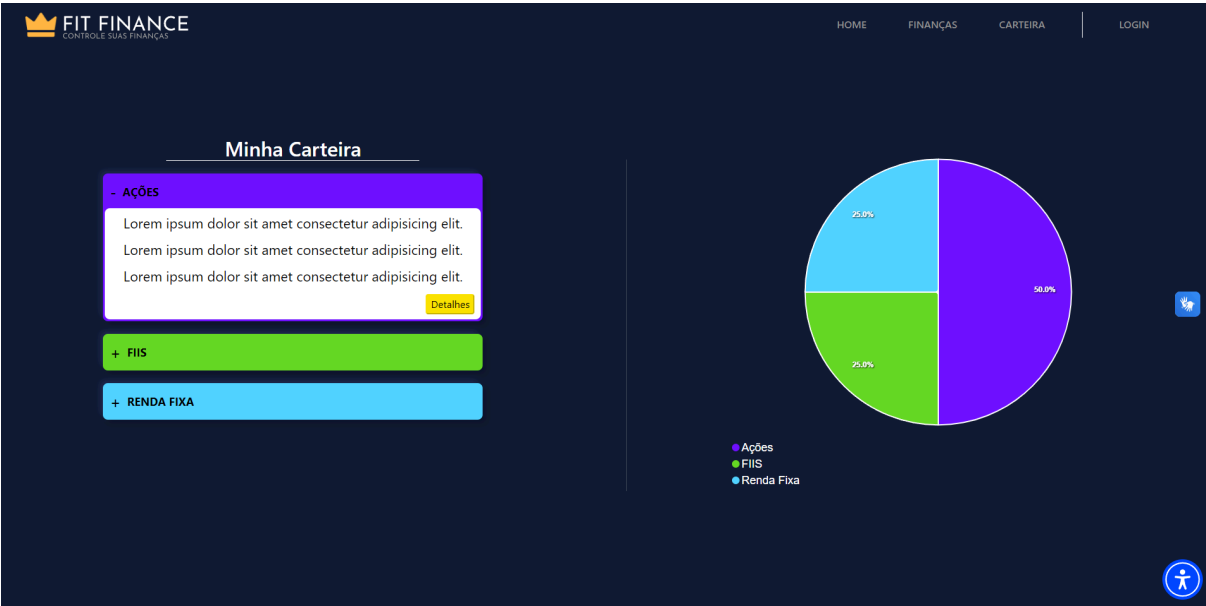 FIT FINANCE
CONTROLE SUAS FINANÇAS
HOME FINANÇAS CARTEIRA LOGIN
Minha Carteira
- AÇÕES
Lorem ipsum dolor sit amet consectetur adipisicing elit.
Lorem ipsum dolor sit amet consectetur adipisicing elit.
Lorem ipsum dolor sit amet consectetur adipisicing elit.
Detalhes
+ FIIS
+ RENDA FIXA
25.0%
50.0%
25.0%
Ações
FIIS
Renda Fixa